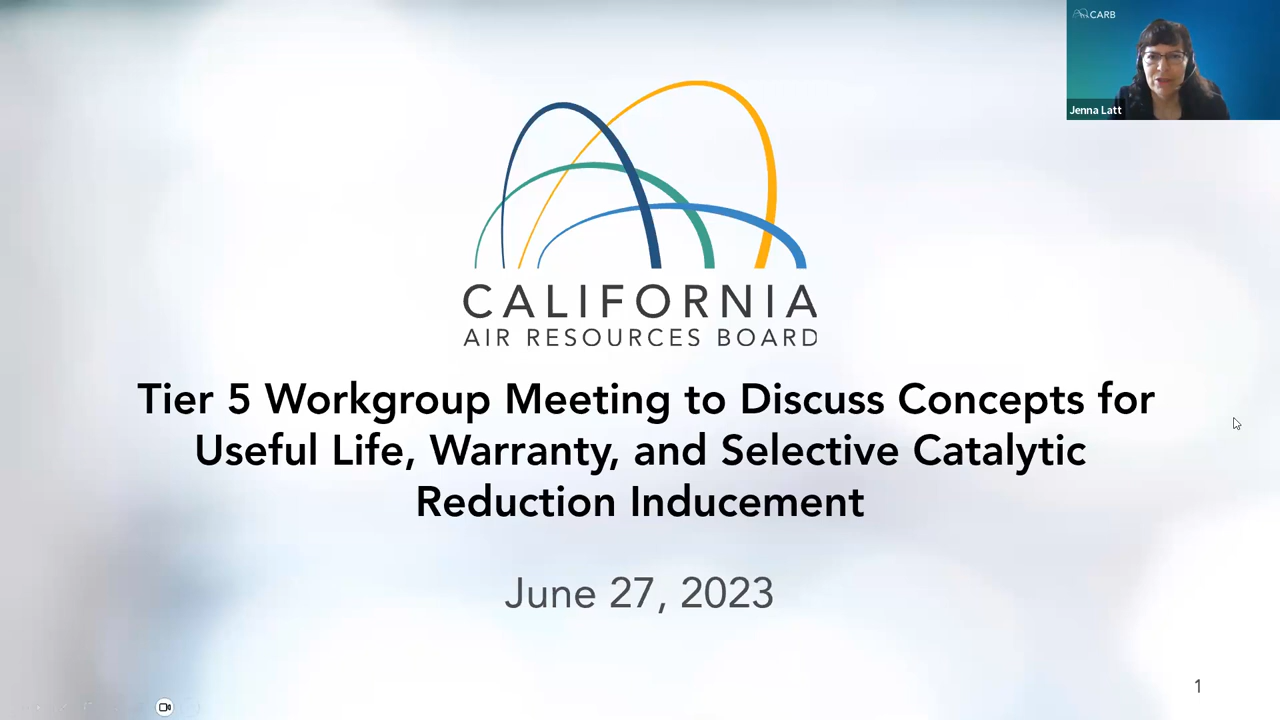 CARB
Jenna Latt
CALIFORNIA
AIR RESOURCES BOARD
Tier 5 Workgroup Meeting to Discuss Concepts for
Useful Life, Warranty, and Selective Catalytic
Reduction Inducement
June 27, 2023
1